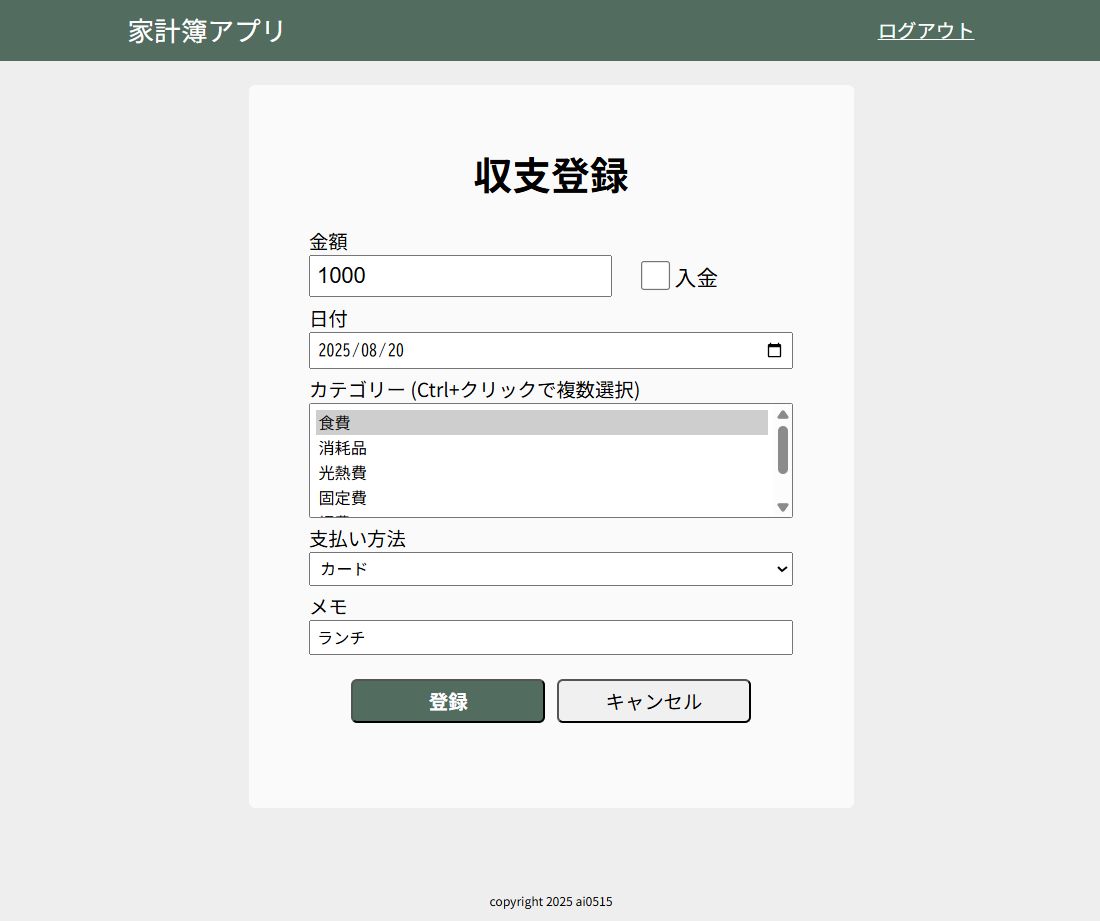 家計簿アプリ
ログアウト
収支登録
金額
1000
入金
日付
2025/08/20
カテゴリー (Ctrl+クリックで複数選択)
食費
消耗品
光熱費
固定費
支払い方法
カード
メモ
ランチ
登録
キャンセル
copyright 2025 ai0515